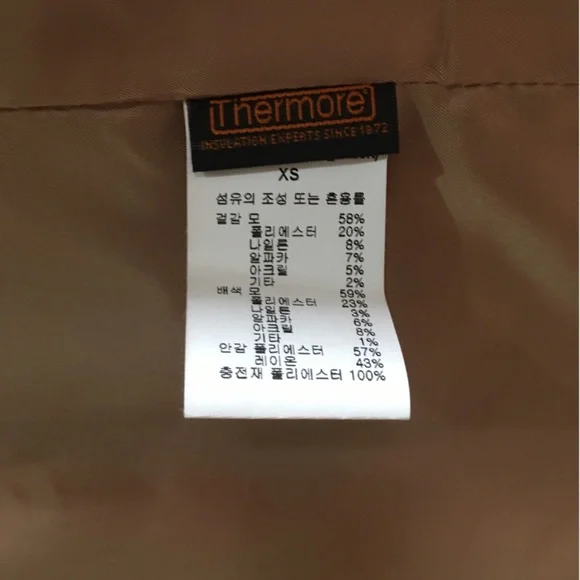 Thermore
INSULATION EXPERTS SINCE 1972
XS
섬유의 조성 또는 혼용률
겉감 모 58%
폴리에스터 20%
나일론 8%
알파카 7%
아크릴 5%
기타 2%
배색 모 59%
폴리에스터 23%
나일론 3%
알파카 6%
아크릴 8%
기타 1%
안감 폴리에스터 57%
레이온 43%
충전재 폴리에스터 100%